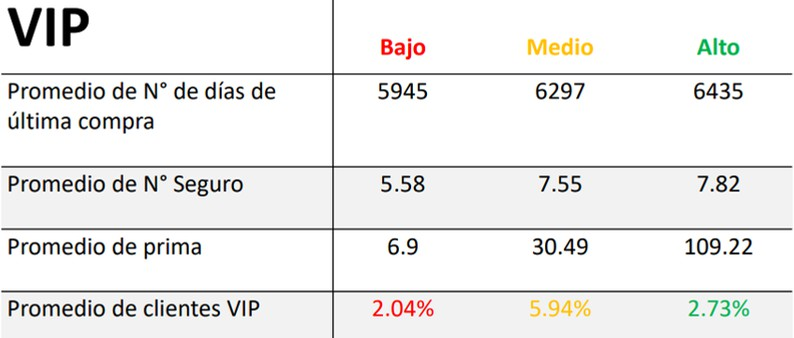 VIP Bajo Medio Alto
Promedio de N° de días de 5945 6297 6435
última compra
Promedio de N° Seguro 5.58 7.55 7.82
Promedio de prima 6.9 30.49 109.22
Promedio de clientes VIP 2.04% 5.94% 2.73%